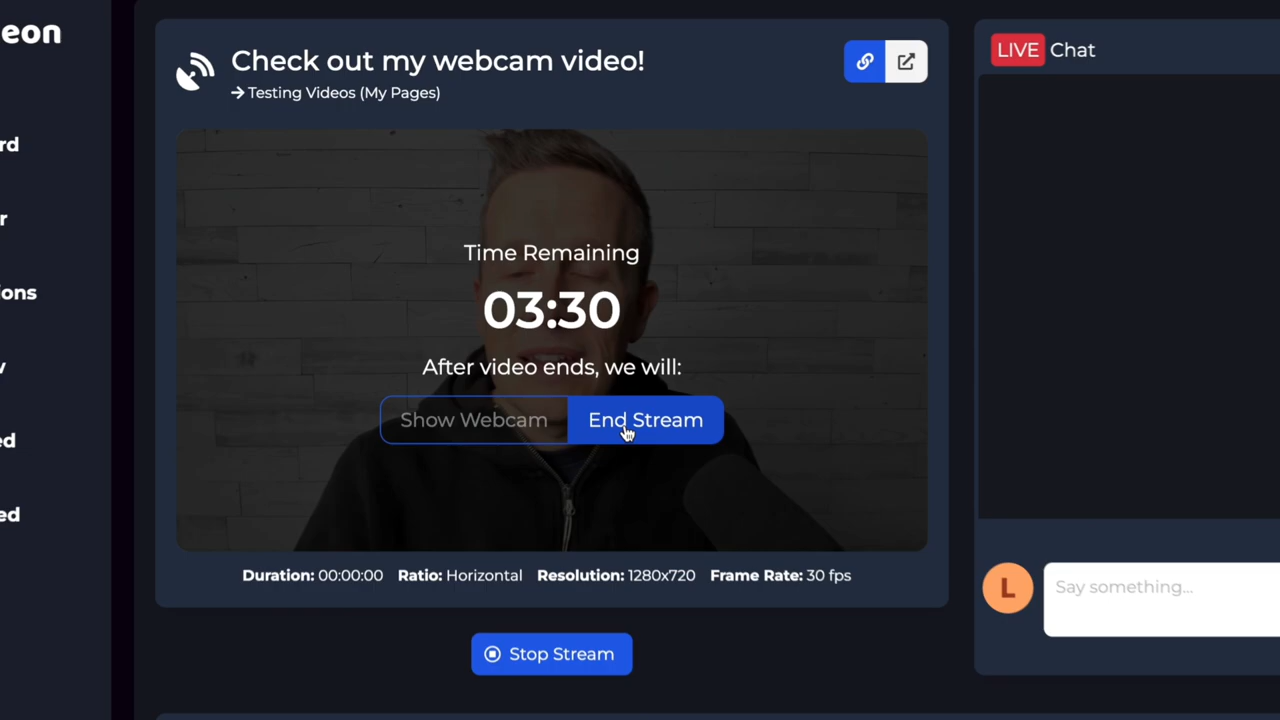 eon
rd
r
ions
v
ed
ed
Check out my webcam video!
→ Testing Videos (My Pages)
Time Remaining
03:30
After video ends, we will:
Show Webcam End Stream
Duration: 00:00:00 Ratio: Horizontal Resolution: 1280x720 Frame Rate: 30 fps
Stop Stream
LIVE Chat
L
Say something...